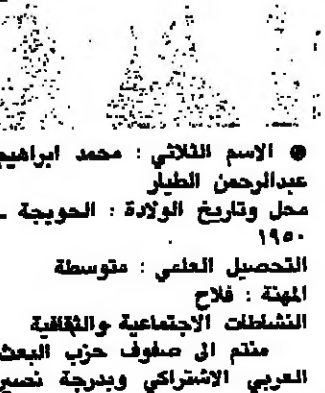 ● الاسم الثلاثي : محمد ابراهيم
عبدالرحمن الطيار
محل وتاريخ الولادة : الحويجة ـ
١٩٥٠
التحصيل العلمي : متوسطة
المهنة : فلاح
النشاطات الاجتماعية والثقافية
منتم الى صفوف حزب البعث
العربي الاشتراكي وبدرجة نصير